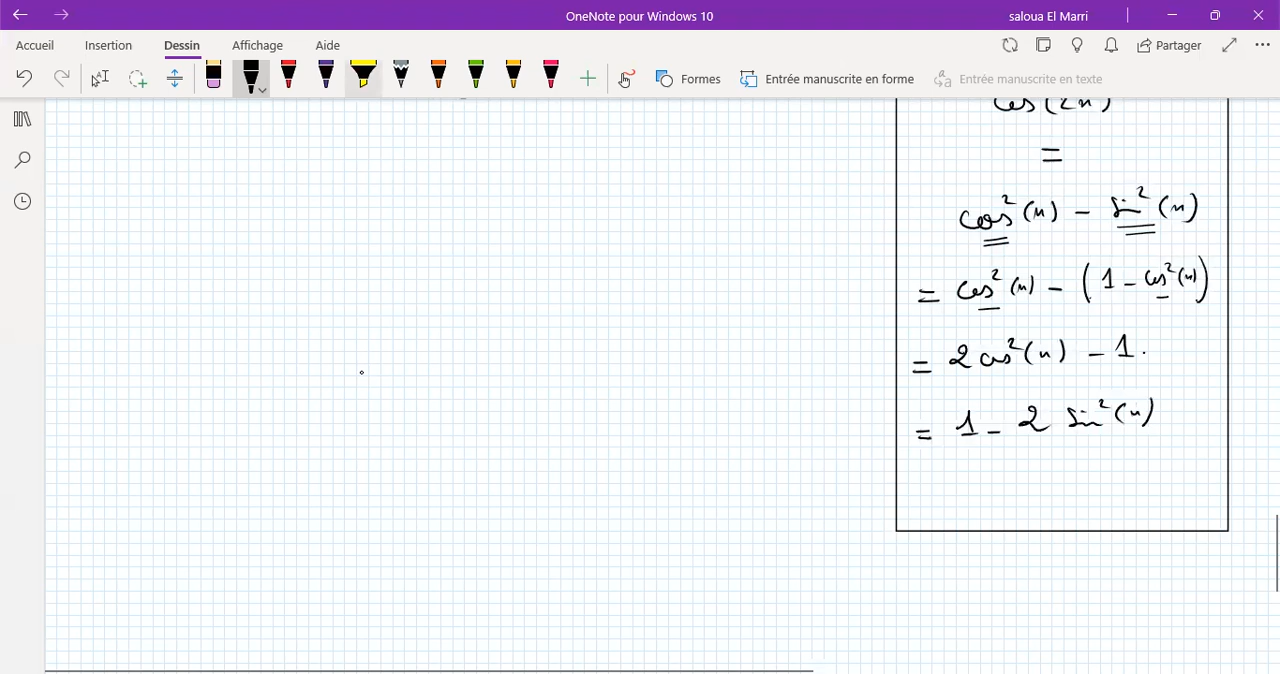 OneNote pour Windows 10
saloua El Marri
Accueil Insertion Dessin Affichage Aide
Partager
Formes Entrée manuscrite en forme Entrée manuscrite en texte
cos(2x)
=
cos²(x) - sin²(x)
= cos²(x) - (1 - cos²(x))
= 2cos²(x) - 1.
= 1 - 2 sin²(x)